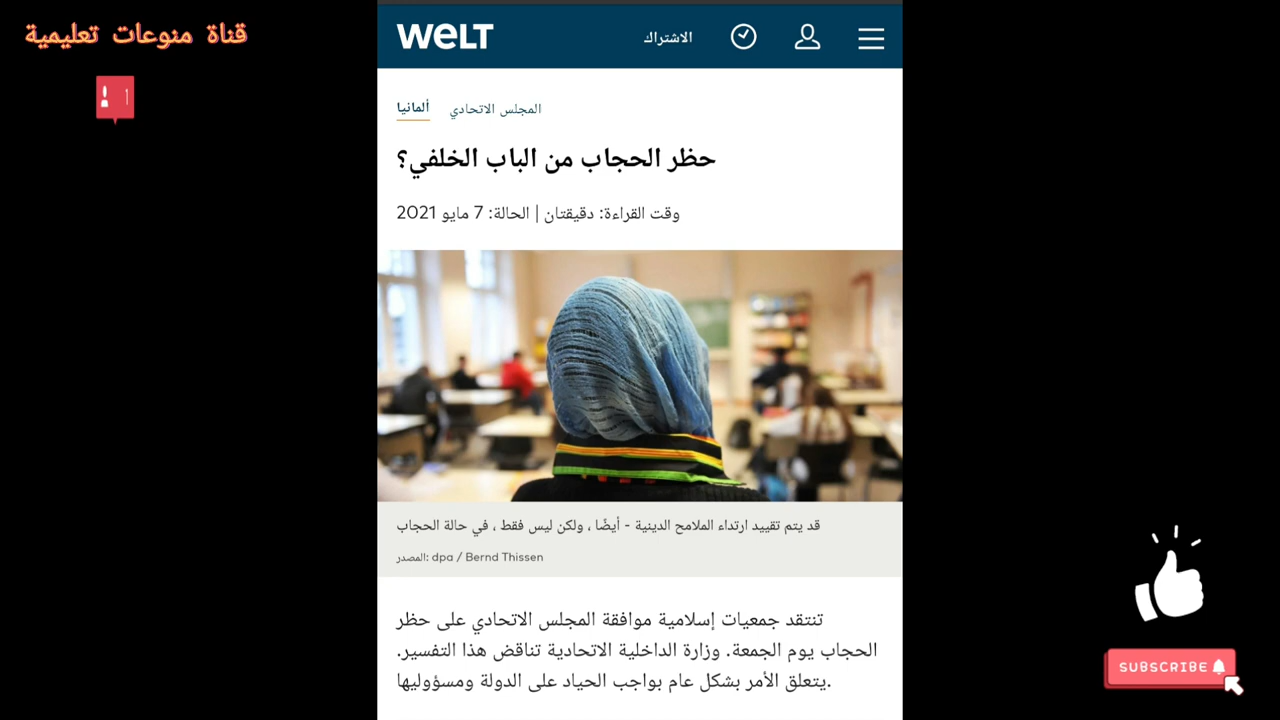 قناة منوعات تعليمية
1
WELT
الاشتراك
ألمانيا
المجلس الاتحادي
حظر الحجاب من الباب الخلفي؟
وقت القراءة: دقيقتان | الحالة: 7 مايو 2021
قد يتم تقييد ارتداء الملامح الدينية - أيضًا ، ولكن ليس فقط ، في حالة الحجاب
المصدر: dpa / Bernd Thissen
تنتقد جمعيات إسلامية موافقة المجلس الاتحادي على حظر
الحجاب يوم الجمعة. وزارة الداخلية الاتحادية تناقض هذا التفسير.
يتعلق الأمر بشكل عام بواجب الحياد على الدولة ومسؤوليها.
SUBSCRIBE